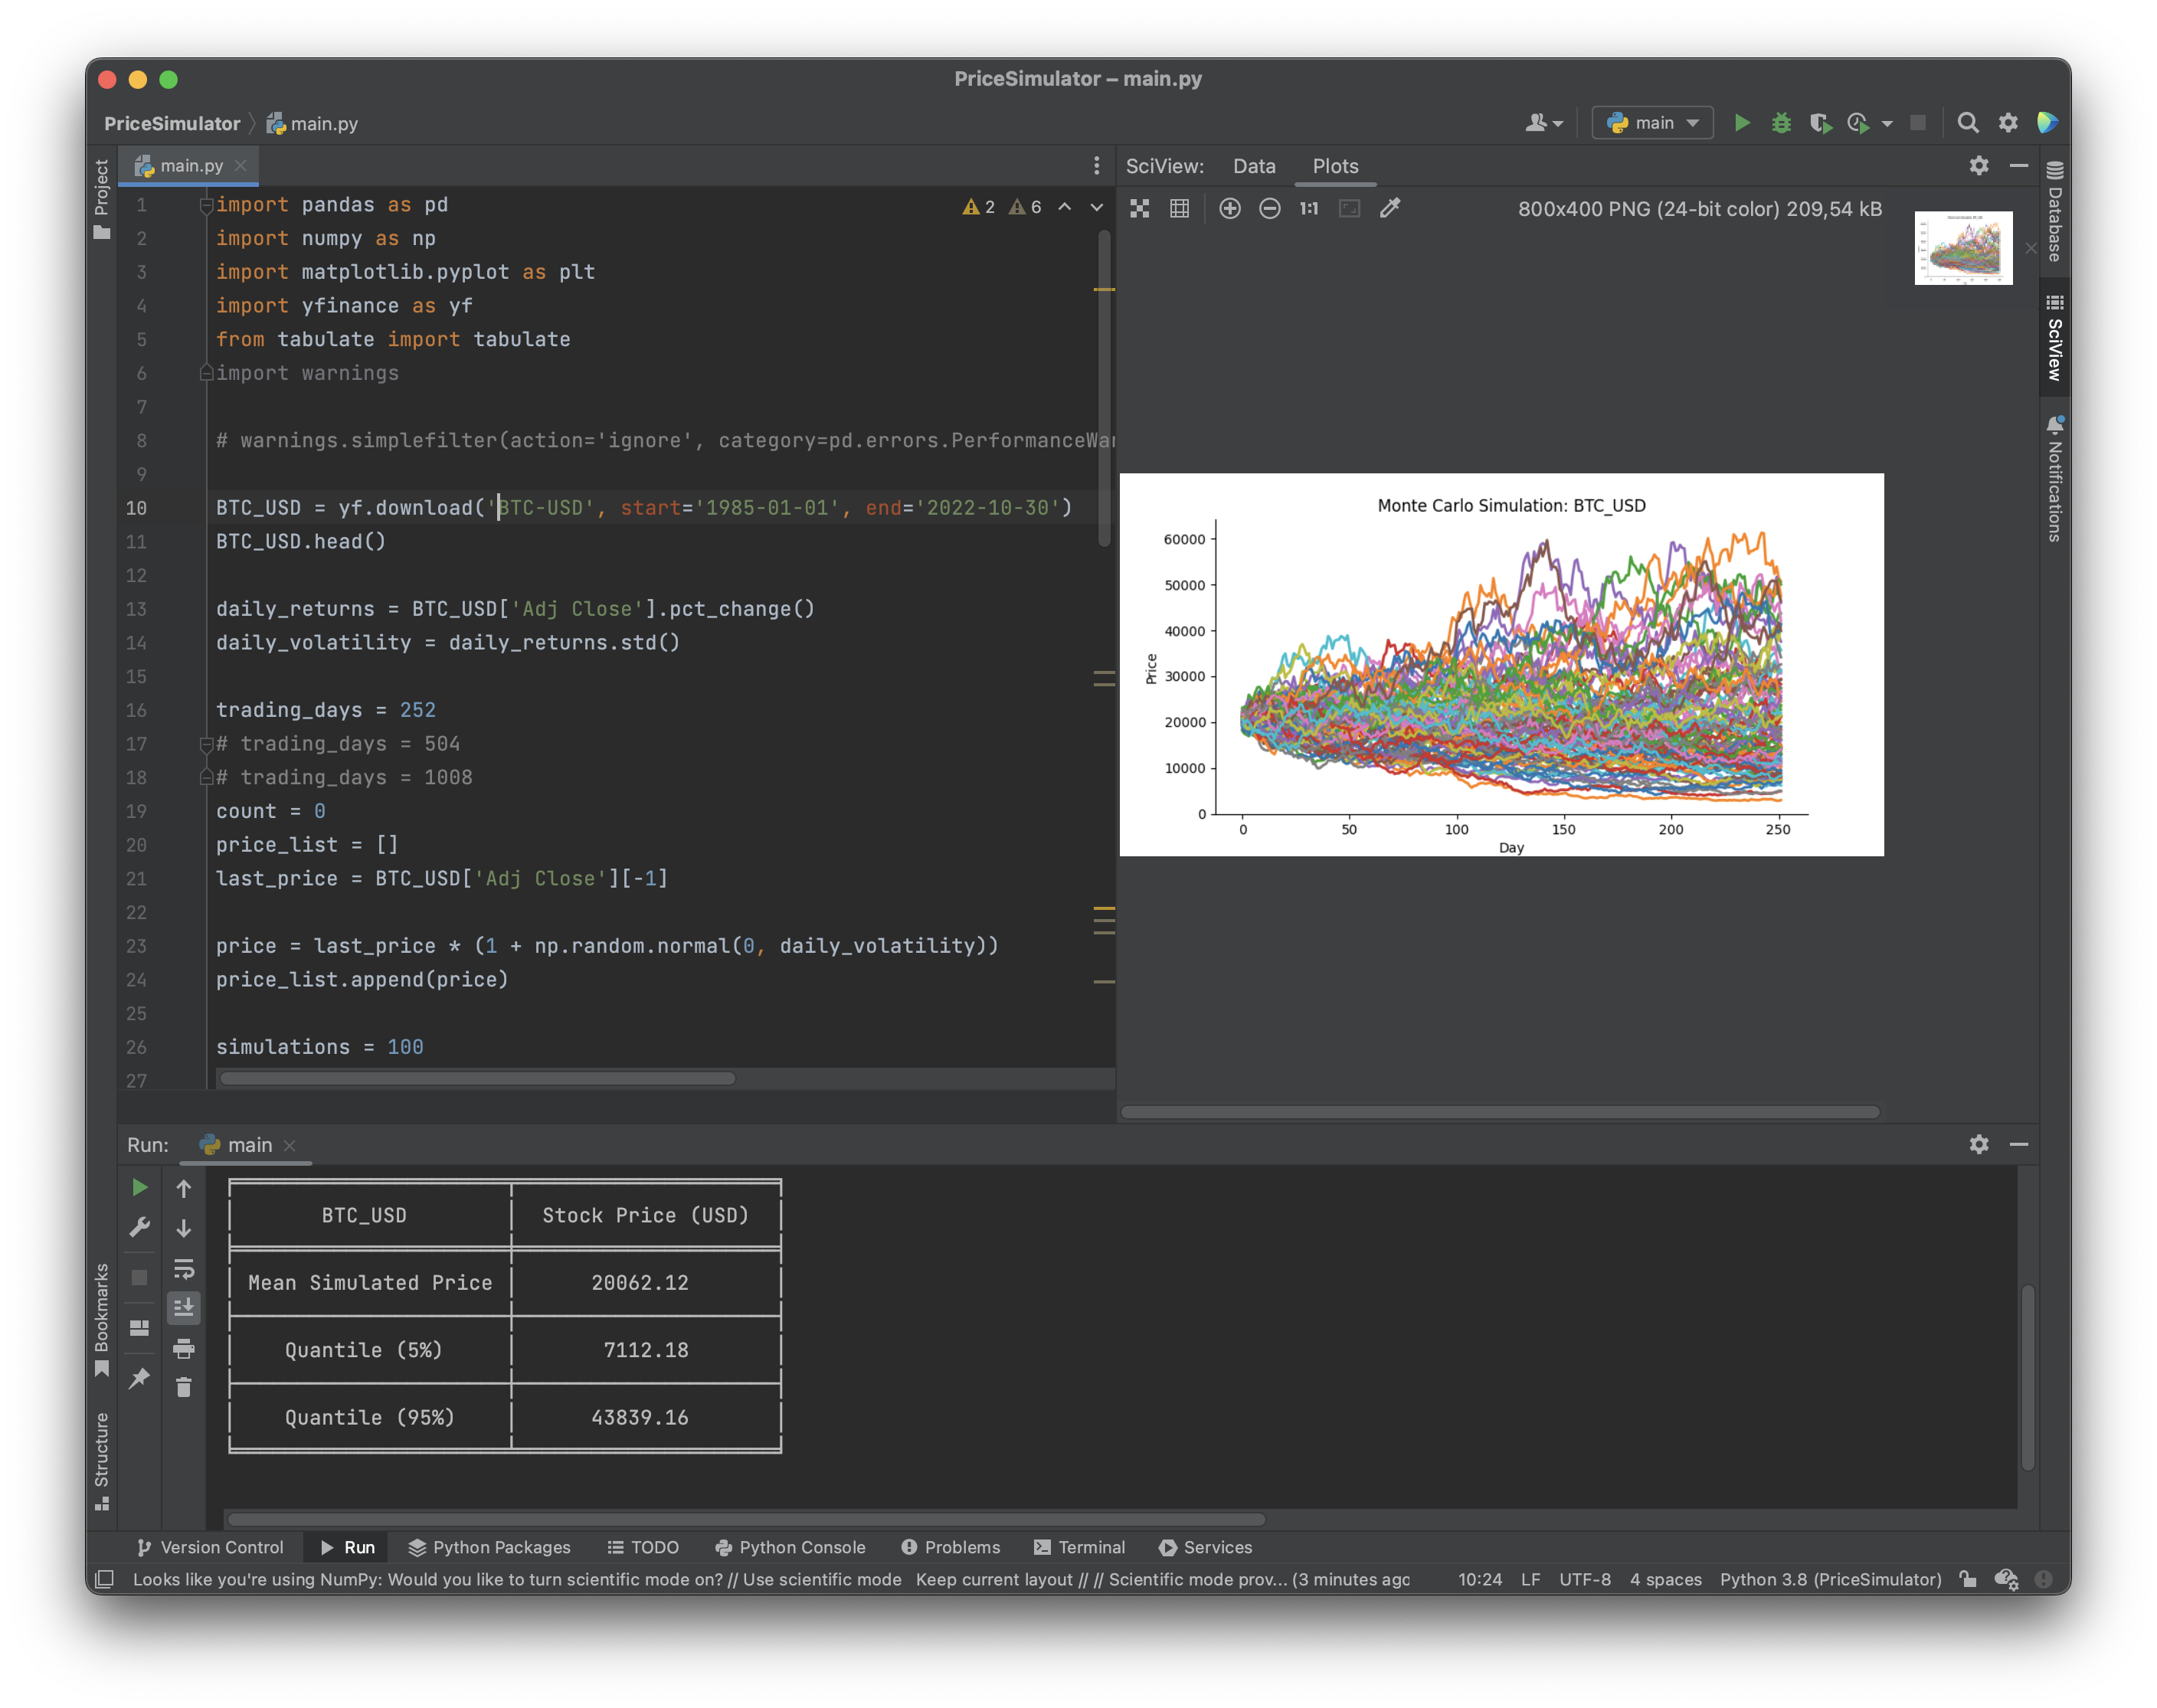 PriceSimulator – main.py
PriceSimulator
main.py
main
Project
main.py
2
6
1 import pandas as pd
2 import numpy as np
3 import matplotlib.pyplot as plt
4 import yfinance as yf
5 from tabulate import tabulate
6 import warnings
7
8 # warnings.simplefilter(action='ignore', category=pd.errors.PerformanceWar
9
10 BTC_USD = yf.download('BTC-USD', start='1985-01-01', end='2022-10-30')
11 BTC_USD.head()
12
13 daily_returns = BTC_USD['Adj Close'].pct_change()
14 daily_volatility = daily_returns.std()
15
16 trading_days = 252
17 # trading_days = 504
18 # trading_days = 1008
19 count = 0
20 price_list = []
21 last_price = BTC_USD['Adj Close'][-1]
22
23 price = last_price * (1 + np.random.normal(0, daily_volatility))
24 price_list.append(price)
25
26 simulations = 100
27
SciView: Data Plots
1:1
800x400 PNG (24-bit color) 209,54 kB
Database
SciView
Notifications
Monte Carlo Simulation: BTC_USD
Price
60000
50000
40000
30000
20000
10000
0
0 50 100 150 200 250
Day
Run: main
BTC_USD Stock Price (USD)
Mean Simulated Price 20062.12
Quantile (5%) 7112.18
Quantile (95%) 43839.16
Bookmarks
Structure
Version Control Run Python Packages TODO Python Console Problems Terminal Services
Looks like you're using NumPy: Would you like to turn scientific mode on? // Use scientific mode Keep current layout // // Scientific mode prov... (3 minutes ago 10:24 LF UTF-8 4 spaces Python 3.8 (PriceSimulator)